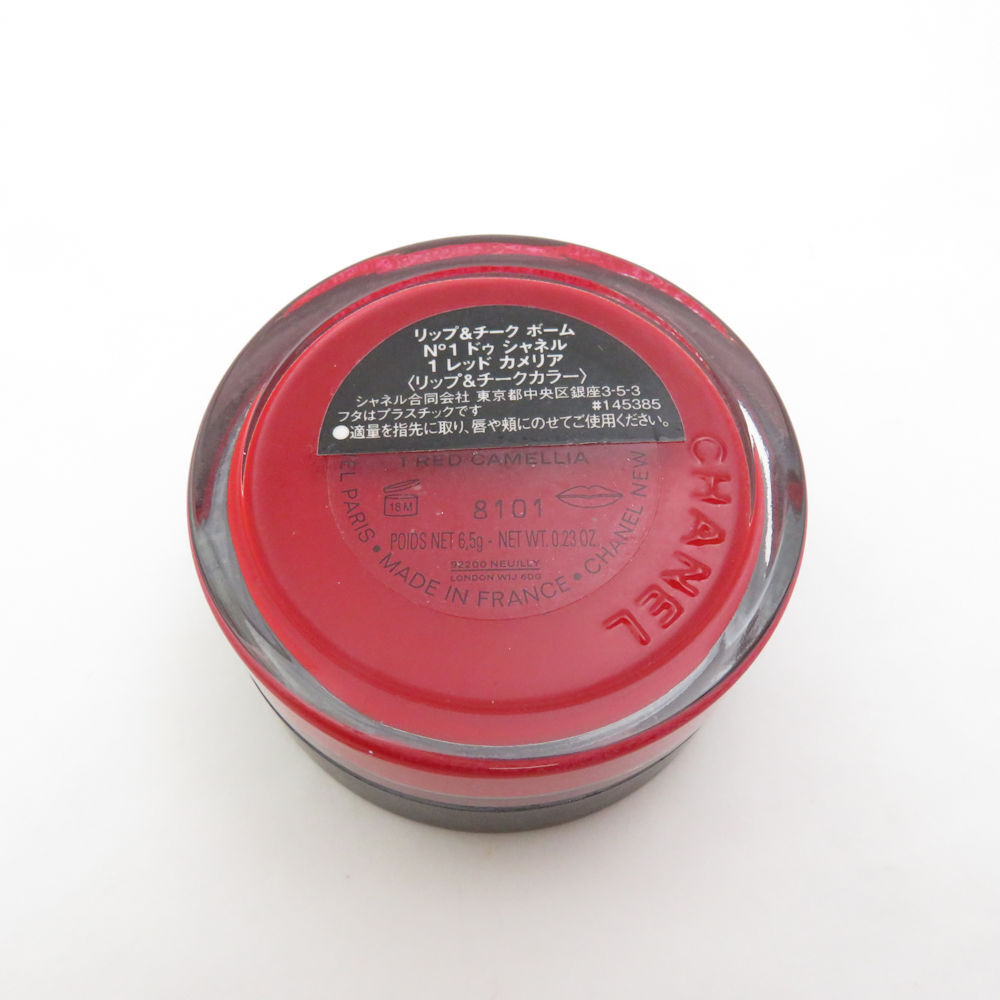 リップ&チーク ボーム
N°1 ドゥ シャネル
1 レッド カメリア
〈リップ&チークカラー〉
シャネル合同会社 東京都中央区銀座3-5-3
フタはプラスチックです #145385
●適量を指先に取り、唇や頬にのせてご使用ください。
1 RED CAMELLIA
18 M
8101
POIDS NET 6,5g - NET WT. 0.23 OZ.
92200 NEUILLY
LONDON W1J 6DG
EL PARIS • MADE IN FRANCE • CHANEL NEW
CHANEL